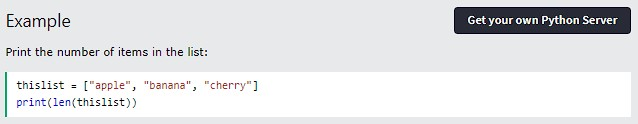 Example
Get your own Python Server
Print the number of items in the list:
thislist = ["apple", "banana", "cherry"]
print(len(thislist))